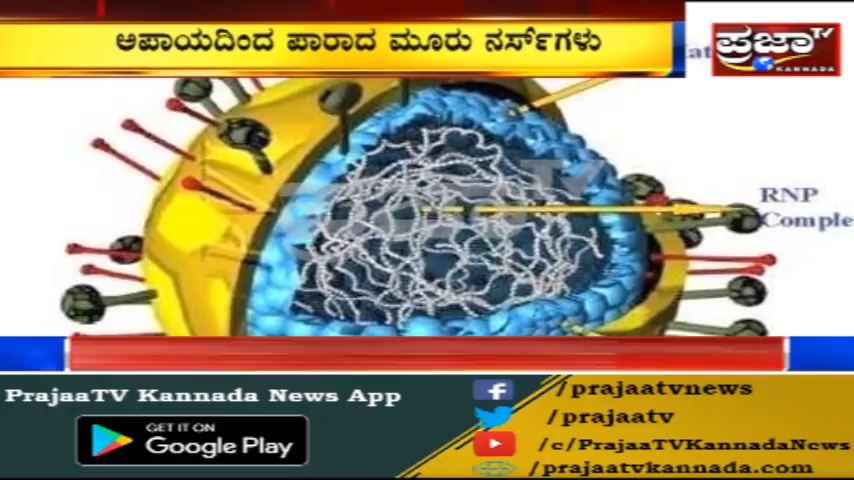 ಅಪಾಯದಿಂದ ಪಾರಾದ ಮೂರು ನರ್ಸ್‌ಗಳು
ಪ್ರಜಾ TV
KANNADA
RNP
Comple
PrajaaTV Kannada News App
GET IT ON
Google Play
/prajaatvnews
/prajaatv
/c/PrajaaTVKannadaNews
/prajaatvkannada.com